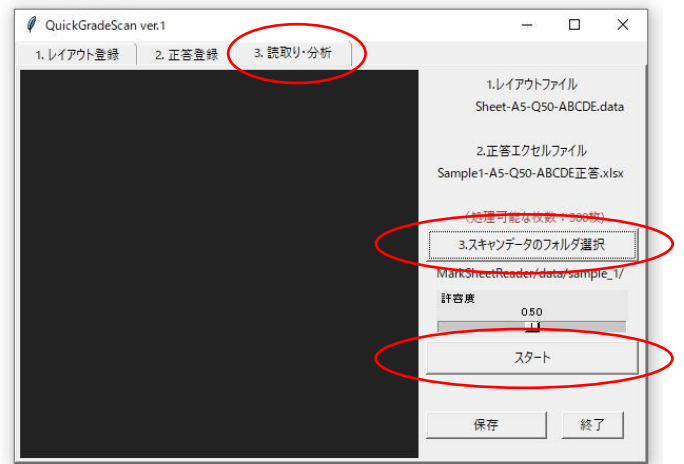 QuickGradeScan ver.1
1. レイアウト登録
2. 正答登録
3. 読取り・分析
1.レイアウトファイル
Sheet-A5-Q50-ABCDE.data
2.正答エクセルファイル
Sample1-A5-Q50-ABCDE正答.xlsx
(処理可能な枚数：300枚)
3.スキャンデータのフォルダ選択
MarkSheetReader/data/sample_1/
許容度
0.50
スタート
保存
終了